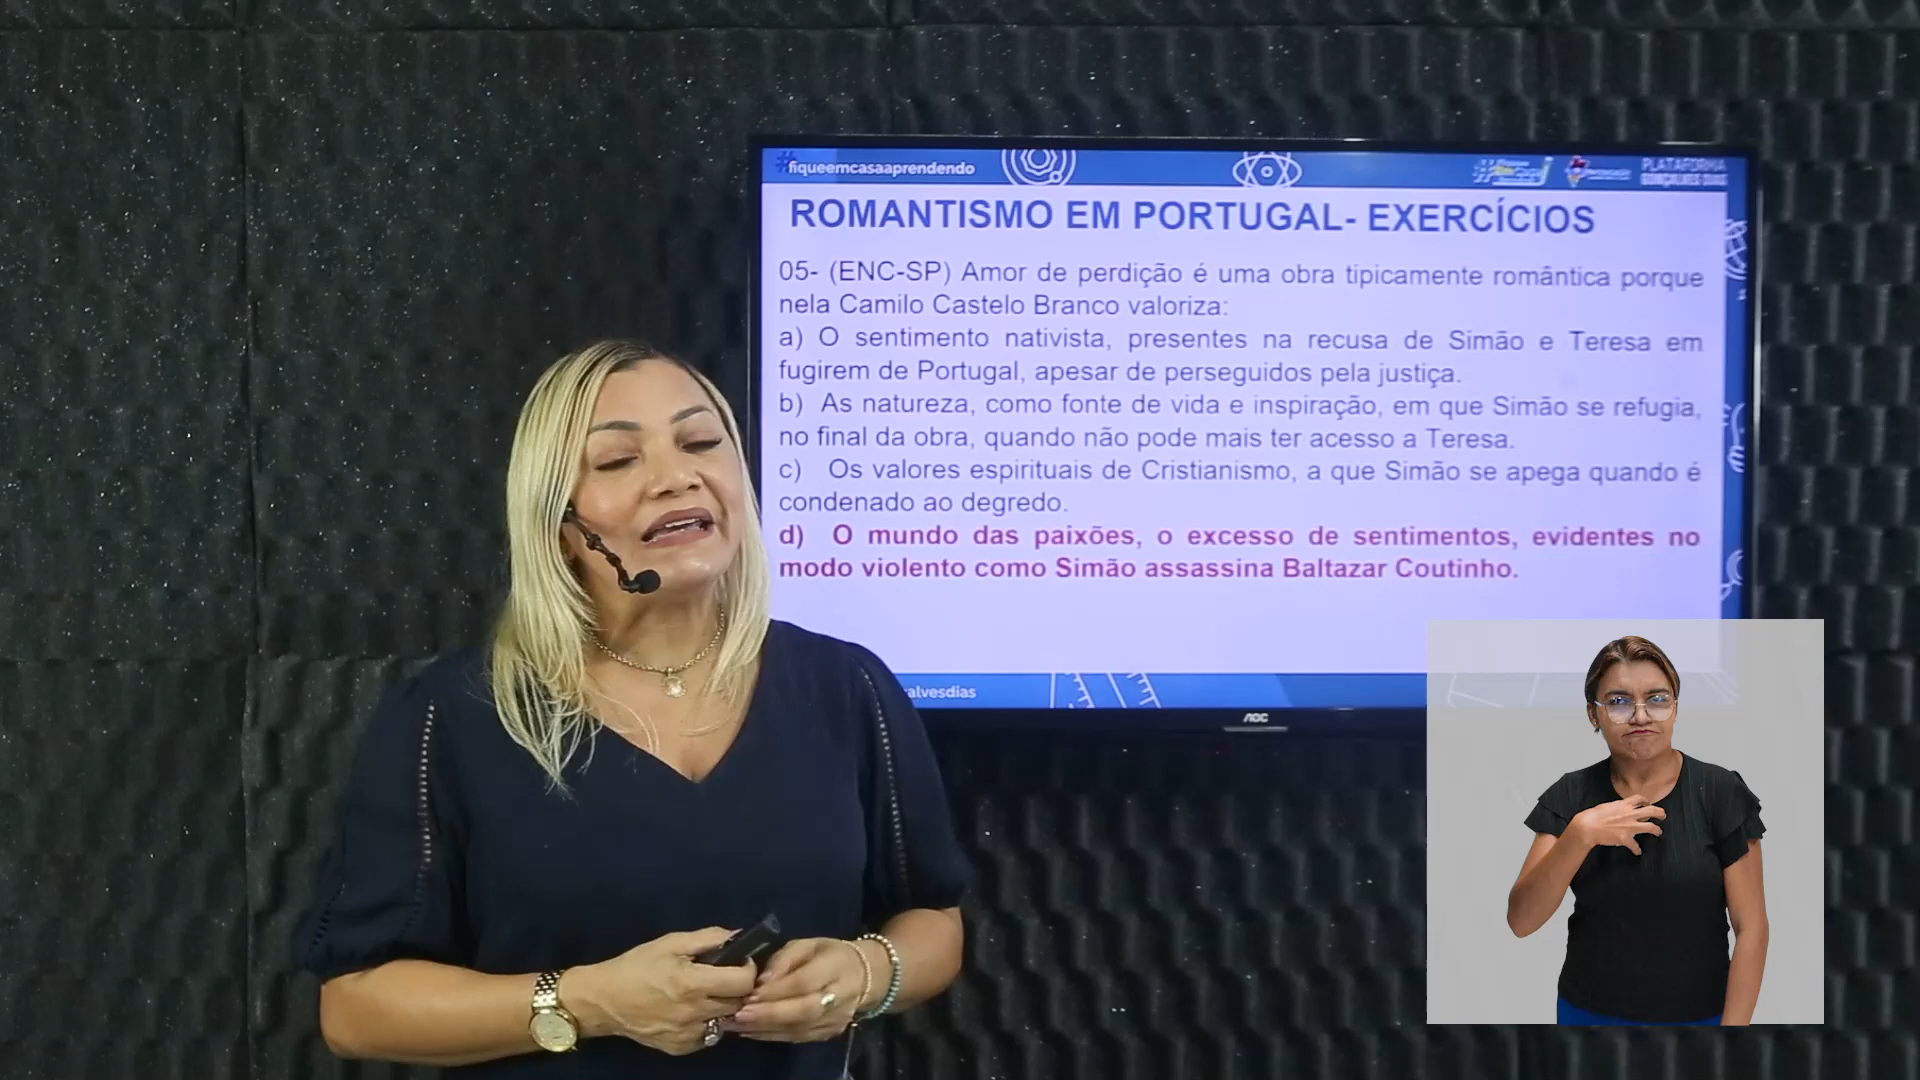 #fiqueemcasaaprendendo
PLATAFORMA
GONÇALVES DIAS
ROMANTISMO EM PORTUGAL- EXERCÍCIOS
05- (ENC-SP) Amor de perdição é uma obra tipicamente romântica porque
nela Camilo Castelo Branco valoriza:
a) O sentimento nativista, presentes na recusa de Simão e Teresa em
fugirem de Portugal, apesar de perseguidos pela justiça.
b) As natureza, como fonte de vida e inspiração, em que Simão se refugia,
no final da obra, quando não pode mais ter acesso a Teresa.
c) Os valores espirituais de Cristianismo, a que Simão se apega quando é
condenado ao degredo.
d) O mundo das paixões, o excesso de sentimentos, evidentes no
modo violento como Simão assassina Baltazar Coutinho.
alvesdias
AOC